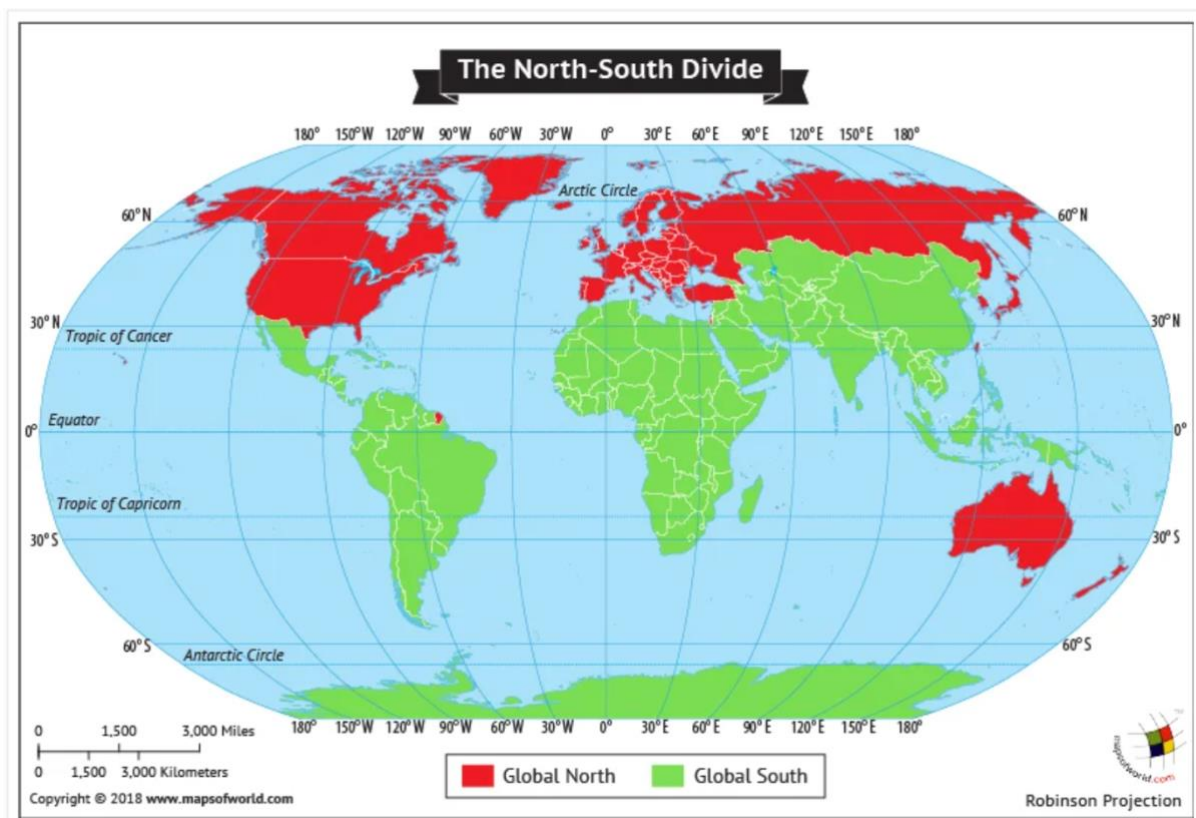 The North-South Divide
180° 150°W 120°W 90°W 60°W 30°W 0° 30°E 60°E 90°E 120°E 150°E 180°
Arctic Circle
60°N 60°N
30°N 30°N
Tropic of Cancer
Equator
0° 0°
Tropic of Capricorn
30°S 30°S
60°S 60°S
Antarctic Circle
180° 150°W 120°W 90°W 60°W 30°W 0° 30°E 60°E 90°E 120°E 150°E 180°
0 1,500 3,000 Miles
0 1,500 3,000 Kilometers
Global North Global South
mapsofworld.com
Copyright © 2018 www.mapsofworld.com
Robinson Projection